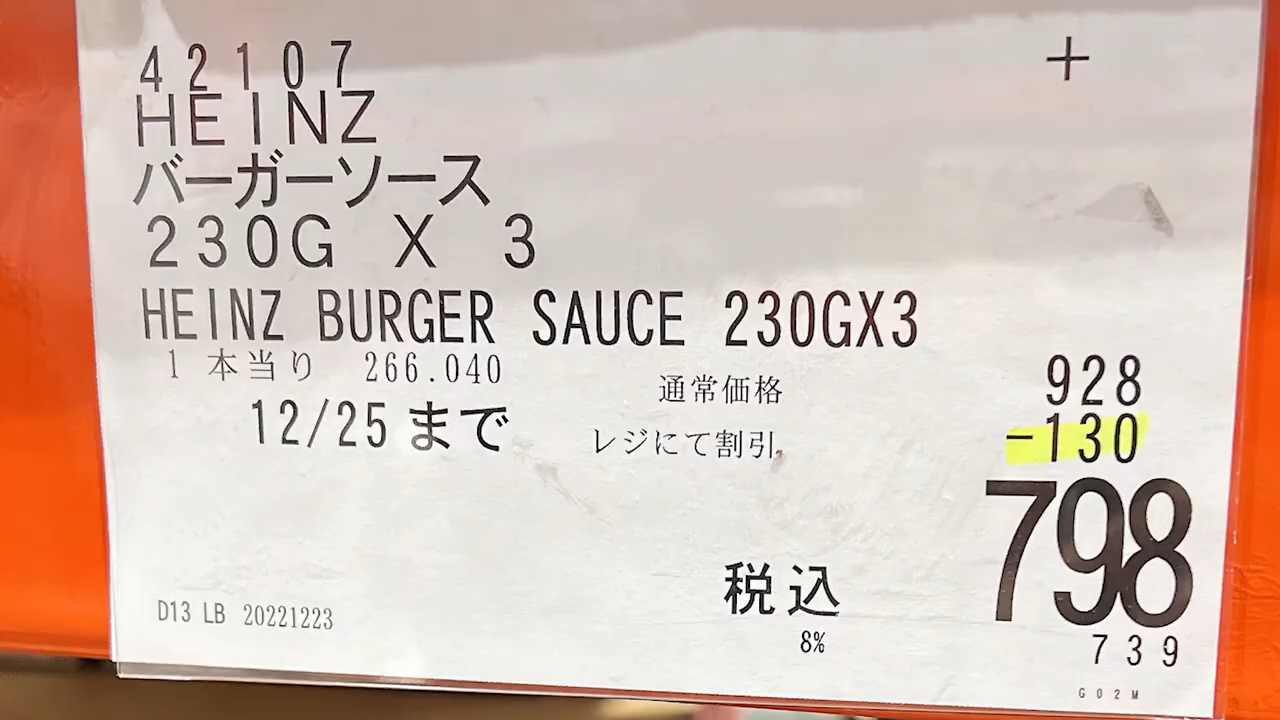 42107
+
HEINZ
バーガーソース
230G X 3
HEINZ BURGER SAUCE 230GX3
1本当り 266.040
通常価格 928
12/25まで
レジにて割引 -130
798
税込
8%
739
D13 LB 20221223
G02M